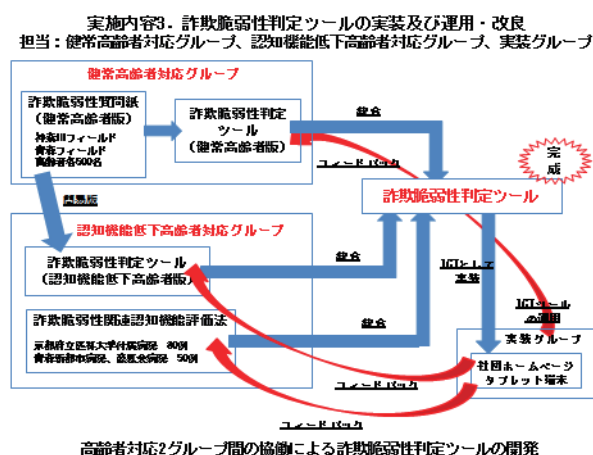 実施内容3．詐欺脆弱性判定ツールの実装及び運用・改良
担当：健常高齢者対応グループ、認知機能低下高齢者対応グループ、実装グループ
健常高齢者対応グループ
詐欺脆弱性質問紙
（健常高齢者版）
神奈川フィールド
青森フィールド
高齢者各500名
詐欺脆弱性判定
ツール
（健常高齢者版）
統合
フィードバック
完成
詐欺脆弱性判定ツール
簡易版
認知機能低下高齢者対応グループ
詐欺脆弱性判定ツール
（認知機能低下高齢者版）
統合
ICTとして
実装
ICTツール
の運用
詐欺脆弱性関連認知機能評価法
京都府立医科大学付属病院　80例
50例
統合
実装グループ
社団ホームページ
タブレット端末
フィードバック
フィードバック
高齢者対応2グループ間の協働による詐欺脆弱性判定ツールの開発